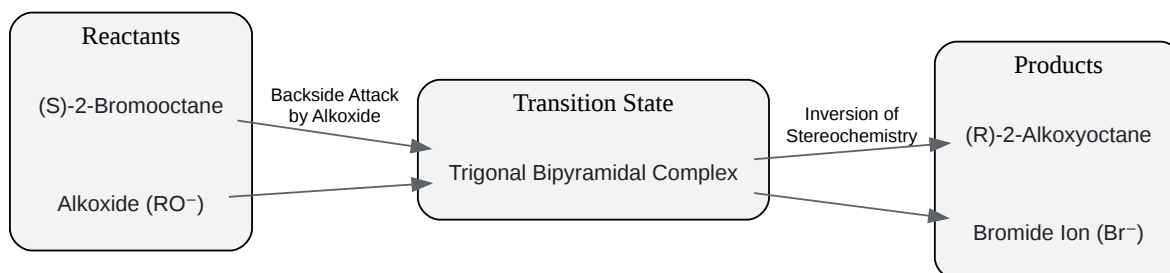 Reactants
(S)-2-Bromooctane
Alkoxide (RO⁻)
Backside Attack
by Alkoxide
Transition State
Trigonal Bipyramidal Complex
Inversion of
Stereochemistry
Products
(R)-2-Alkoxyoctane
Bromide Ion (Br⁻)